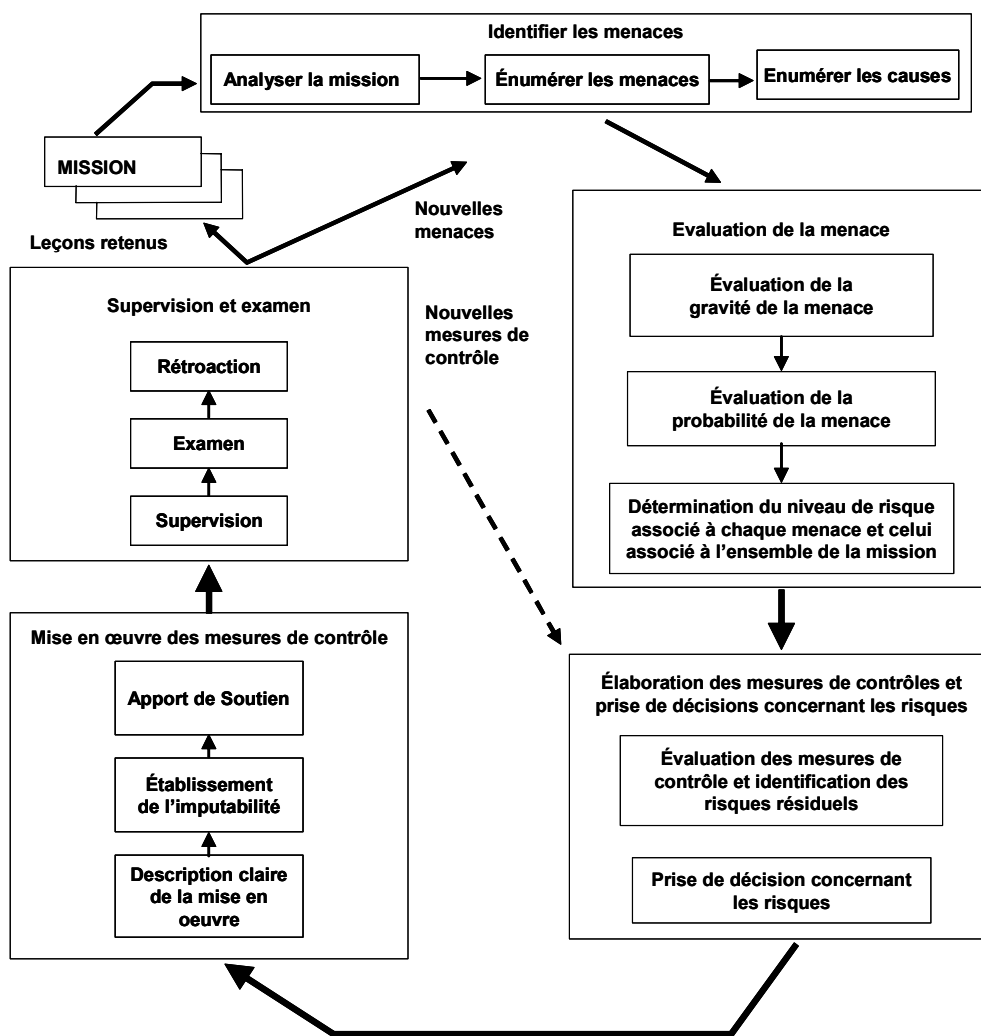 Identifier les menaces
Analyser la mission
Énumérer les menaces
Enumérer les causes
MISSION
Leçons retenus
Nouvelles
menaces
Evaluation de la menace
Évaluation de la
gravité de la menace
Évaluation de la
probabilité de la menace
Détermination du niveau de risque
associé à chaque menace et celui
associé à l'ensemble de la mission
Supervision et examen
Rétroaction
Examen
Supervision
Nouvelles
mesures de
contrôle
Élaboration des mesures de contrôles et
prise de décisions concernant les risques
Évaluation des mesures de
contrôle et identification des
risques résiduels
Prise de décision concernant
les risques
Mise en œuvre des mesures de contrôle
Apport de Soutien
Établissement
de l'imputabilité
Description claire
de la mise en
oeuvre